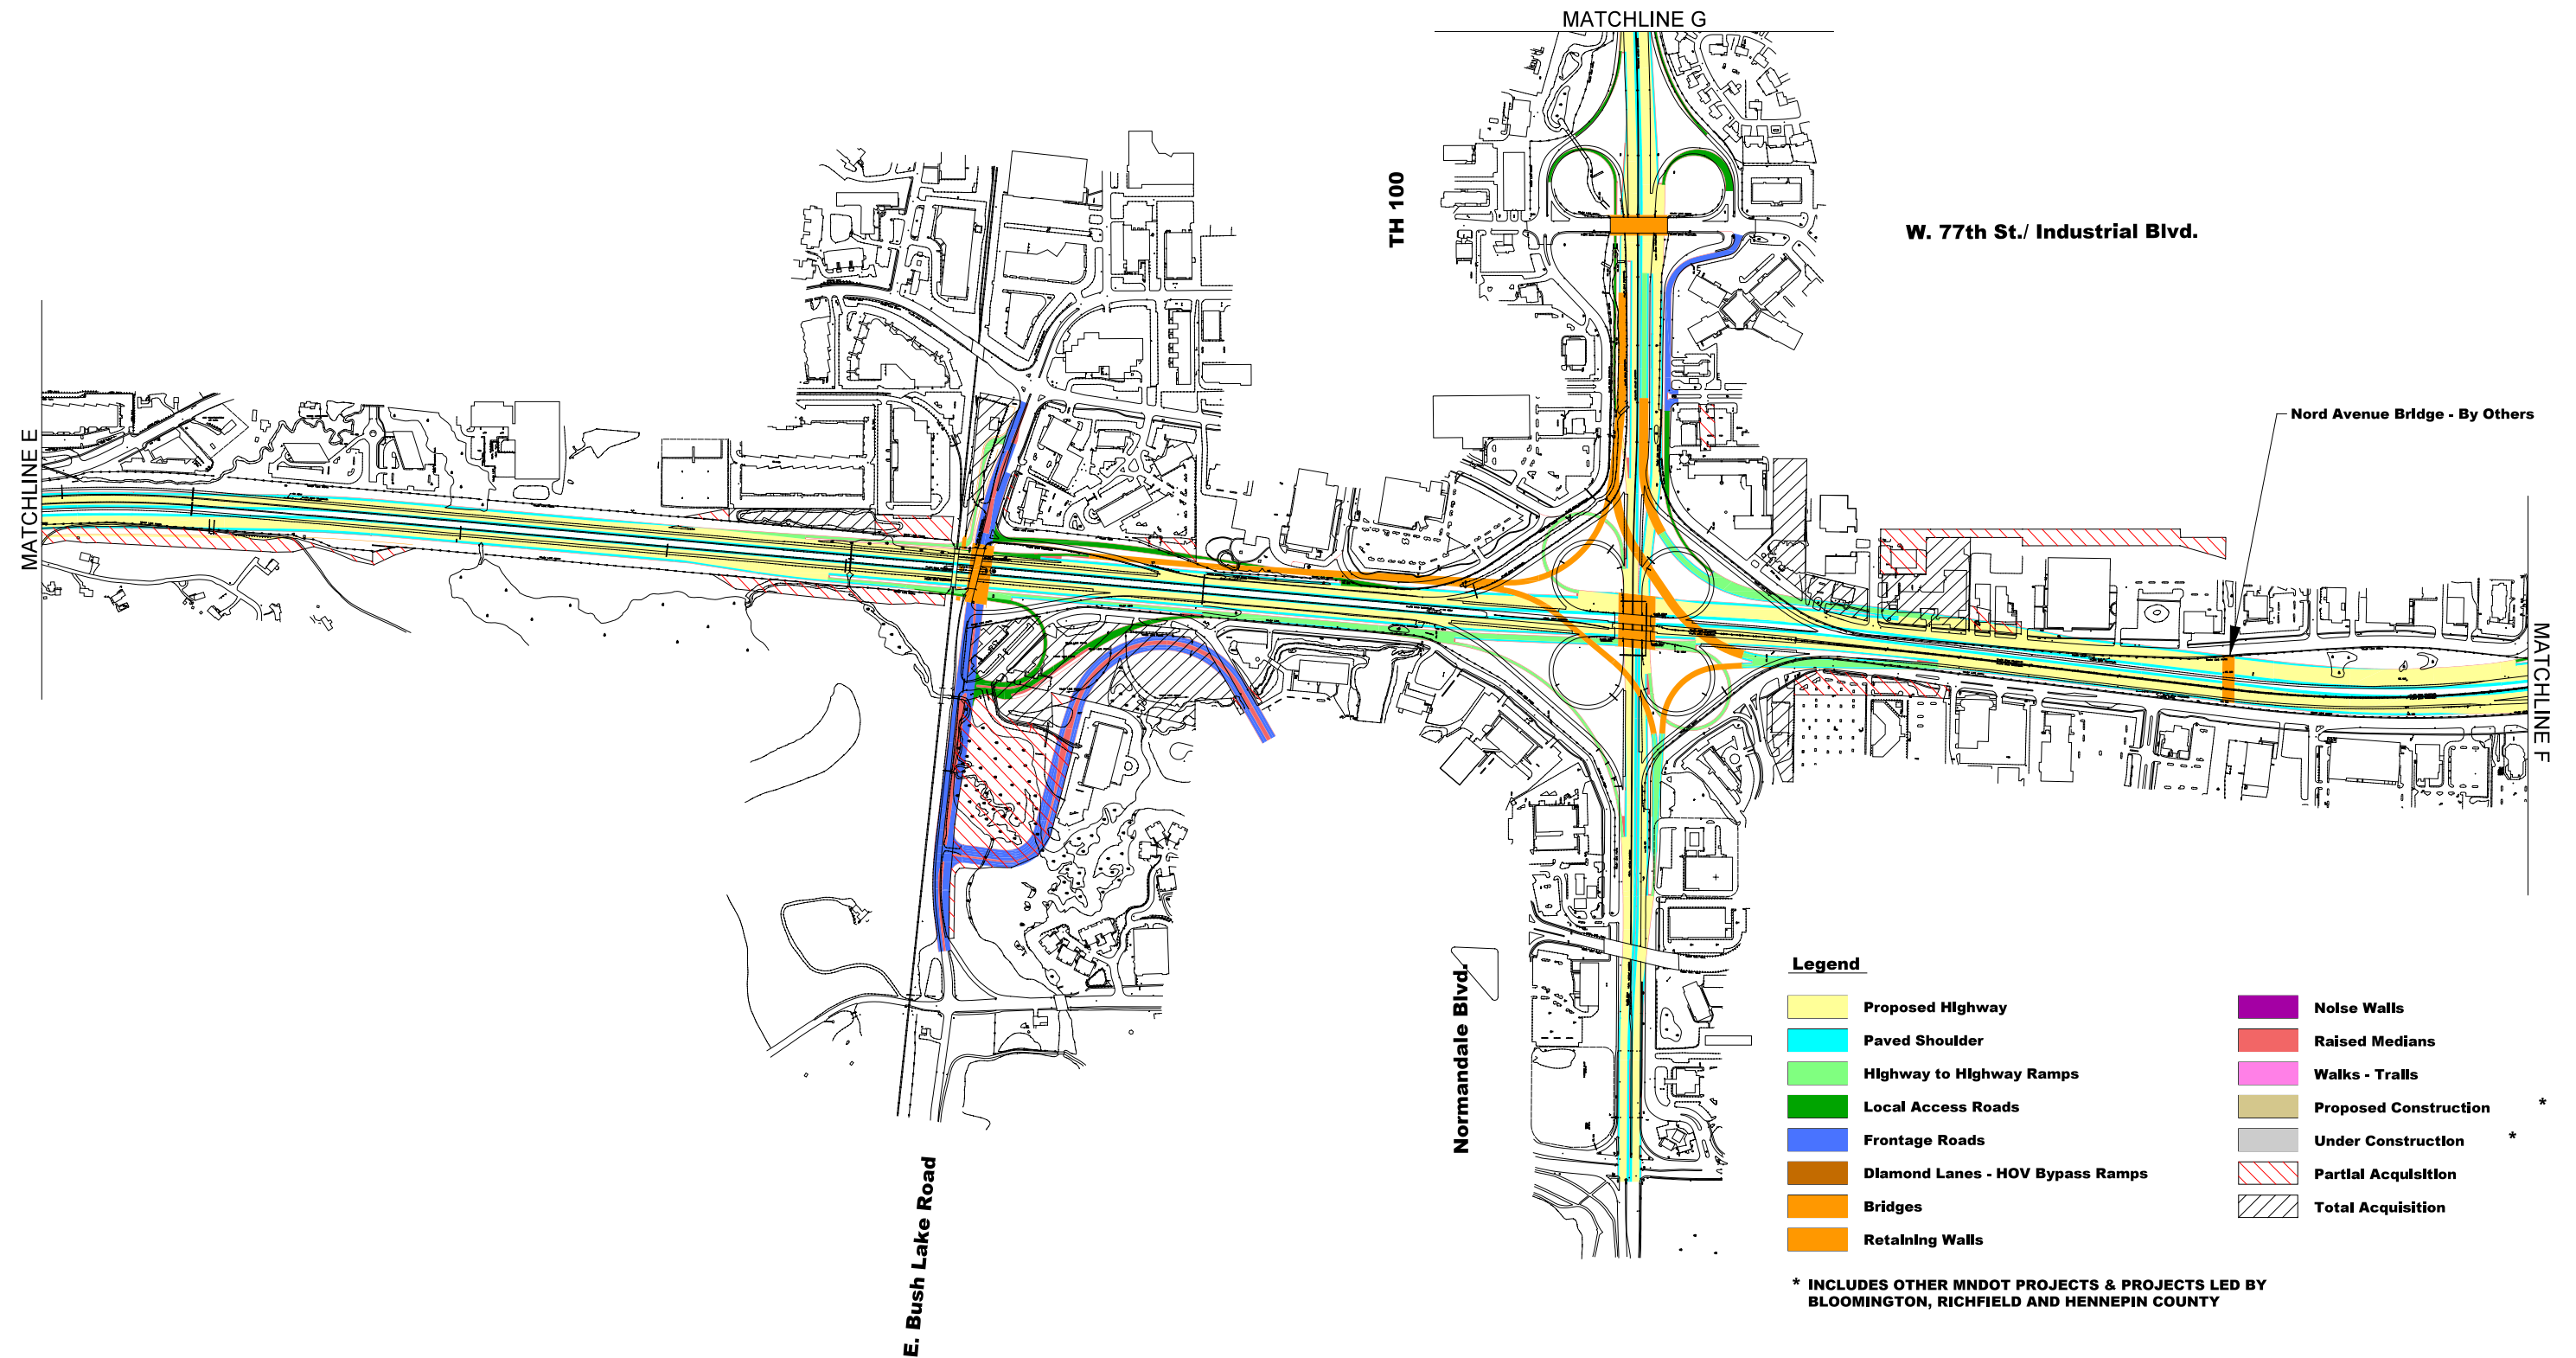 MATCHLINE G
TH 100
W. 77th St./ Industrial Blvd.
MATCHLINE E
Nord Avenue Bridge - By Others
MATCHLINE F
Normandale Blvd.
E. Bush Lake Road
Legend
Proposed Highway
Paved Shoulder
Highway to Highway Ramps
Local Access Roads
Frontage Roads
Diamond Lanes - HOV Bypass Ramps
Bridges
Retaining Walls
Noise Walls
Raised Medians
Walks - Trails
Proposed Construction *
Under Construction *
Partial Acquisition
Total Acquisition
* INCLUDES OTHER MNDOT PROJECTS & PROJECTS LED BY
BLOOMINGTON, RICHFIELD AND HENNEPIN COUNTY